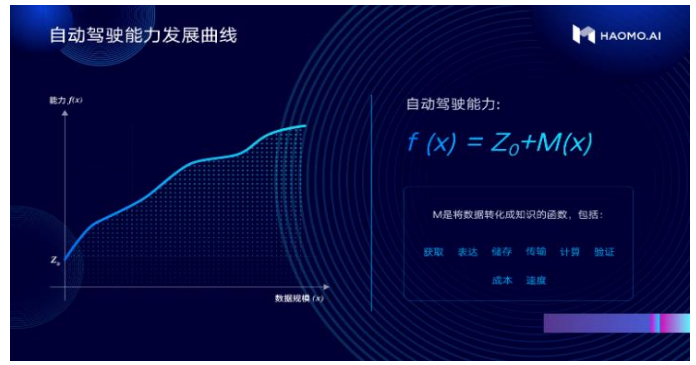 自动驾驶能力发展曲线
HAOMO.AI
能力 f(x)
Z₀
数据规模 (x)
自动驾驶能力:
f (x) = Z₀+M(x)
M是将数据转化成知识的函数，包括:
获取 表达 储存 传输 计算 验证
成本 速度